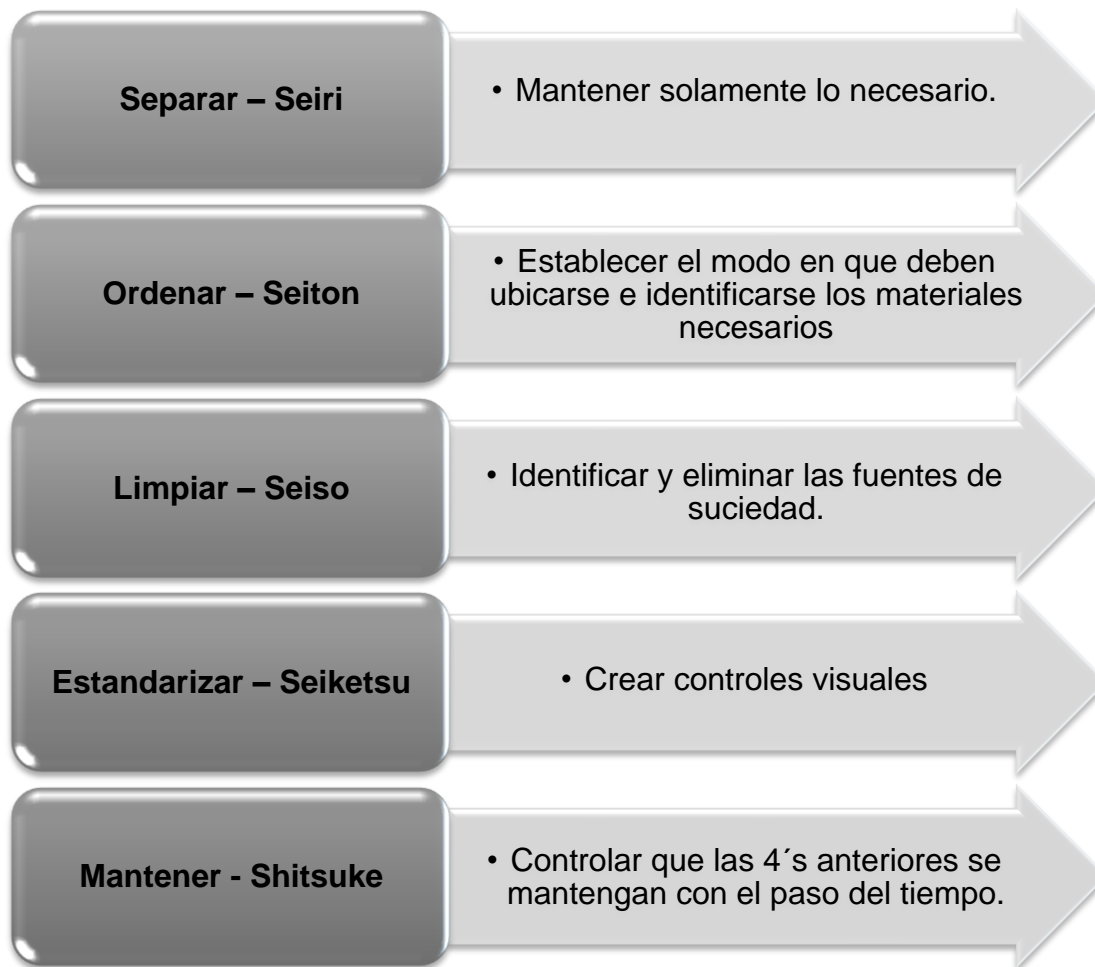 Separar – Seiri
• Mantener solamente lo necesario.
Ordenar – Seiton
• Establecer el modo en que deben
ubicarse e identificarse los materiales
necesarios
Limpiar – Seiso
• Identificar y eliminar las fuentes de
suciedad.
Estandarizar – Seiketsu
• Crear controles visuales
Mantener - Shitsuke
• Controlar que las 4´s anteriores se
mantengan con el paso del tiempo.